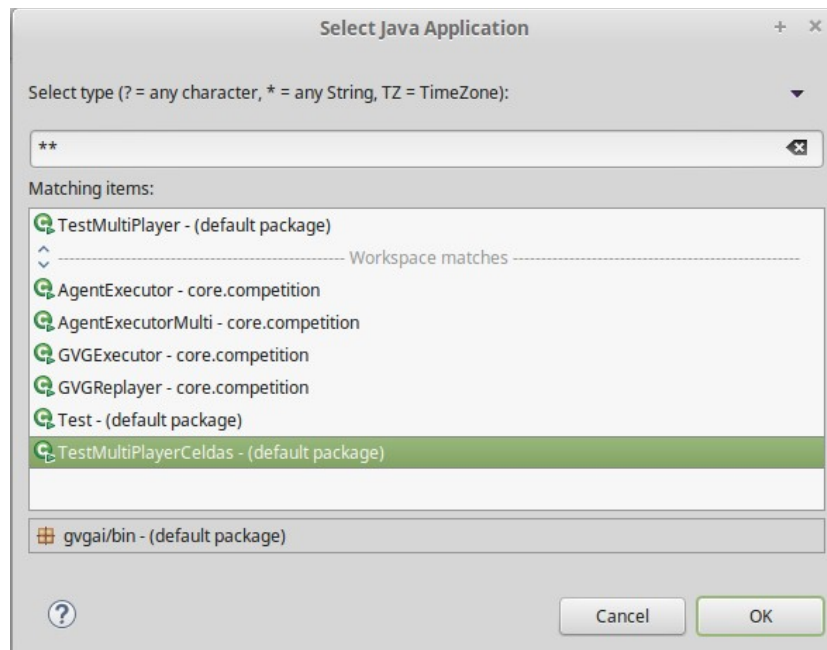 Select Java Application
Select type (? = any character, * = any String, TZ = TimeZone):
**
Matching items:
TestMultiPlayer - (default package)
Workspace matches
AgentExecutor - core.competition
AgentExecutorMulti - core.competition
GVGExecutor - core.competition
GVGReplayer - core.competition
Test - (default package)
TestMultiPlayerCeldas - (default package)
gvgai/bin - (default package)
Cancel OK